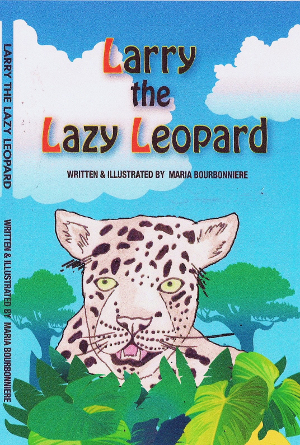 Larry
the
Lazy Leopard
WRITTEN & ILLUSTRATED BY MARIA BOURBONNIERE
LARRY THE LAZY LEOPARD
WRITTEN & ILLUSTRATED BY MARIA BOURBONNIERE